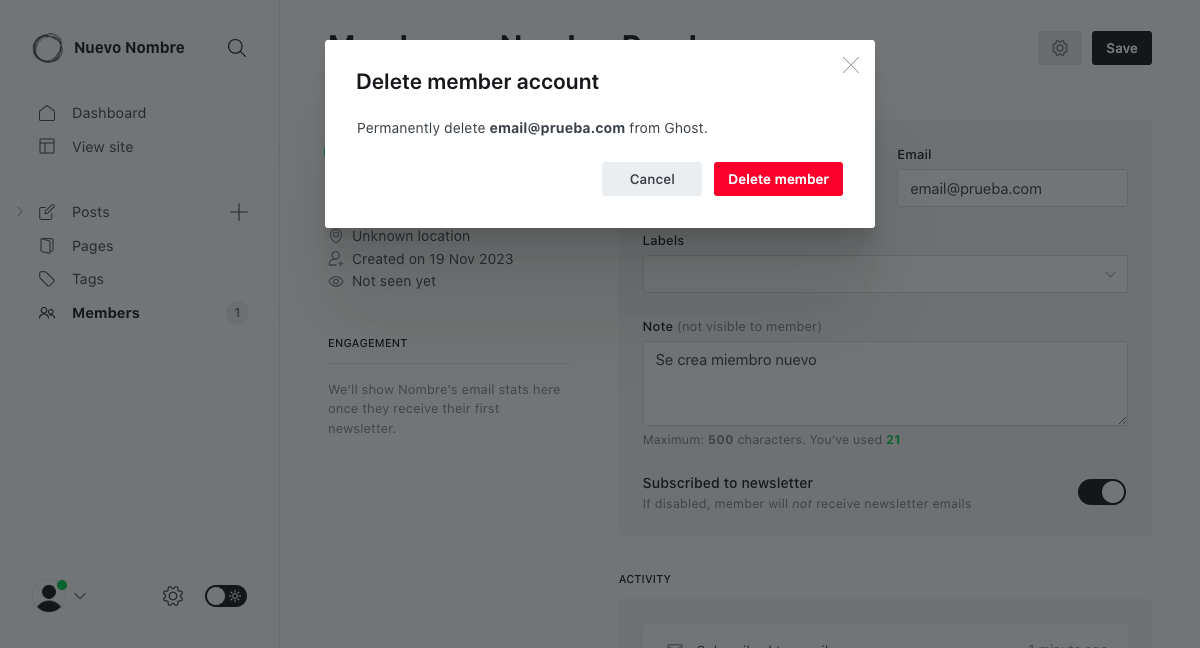 Nuevo Nombre
Save
Dashboard
View site
Posts
Pages
Tags
Members
1
Delete member account
Permanently delete email@prueba.com from Ghost.
Cancel
Delete member
Unknown location
Created on 19 Nov 2023
Not seen yet
ENGAGEMENT
We'll show Nombre's email stats here
once they receive their first
newsletter.
Email
email@prueba.com
Labels
Note (not visible to member)
Se crea miembro nuevo
Maximum: 500 characters. You've used 21
Subscribed to newsletter
If disabled, member will not receive newsletter emails
ACTIVITY